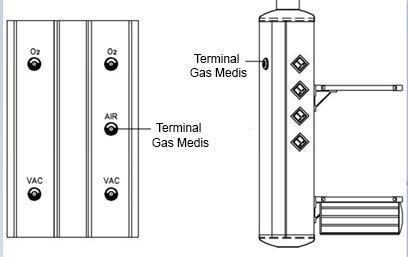 O2 O2
Terminal
Gas Medis
AIR
Terminal
Gas Medis
VAC VAC